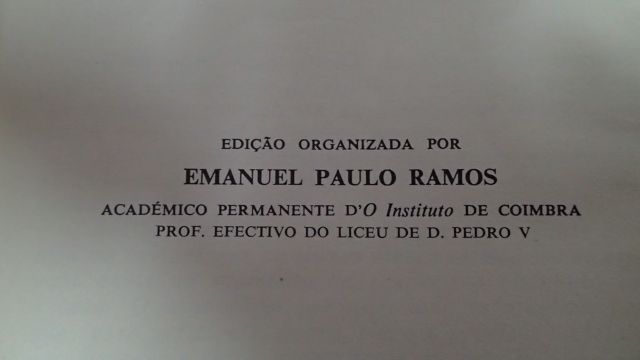 EDIÇÃO ORGANIZADA POR
EMANUEL PAULO RAMOS
ACADÉMICO PERMANENTE D'O Instituto DE COIMBRA
PROF. EFECTIVO DO LICEU DE D. PEDRO V